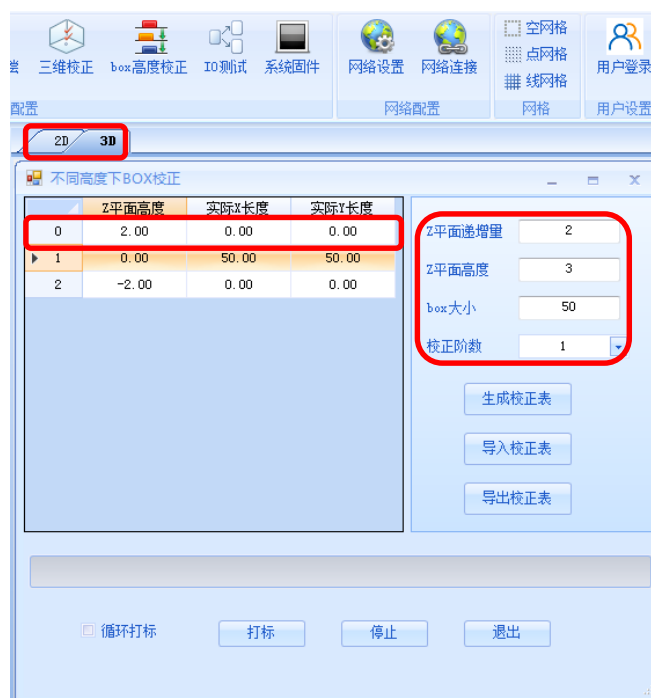 空网格
点网格
线网格
三维校正 box高度校正 IO测试 系统固件 网络设置 网络连接 用户登录
配置 网络配置 网格 用户设置
2D 3D
不同高度下BOX校正
Z平面高度 实际X长度 实际Y长度
0 2.00 0.00 0.00
1 0.00 50.00 50.00
2 -2.00 0.00 0.00
Z平面递增量 2
Z平面高度 3
box大小 50
校正阶数 1
生成校正表
导入校正表
导出校正表
循环打标 打标 停止 退出